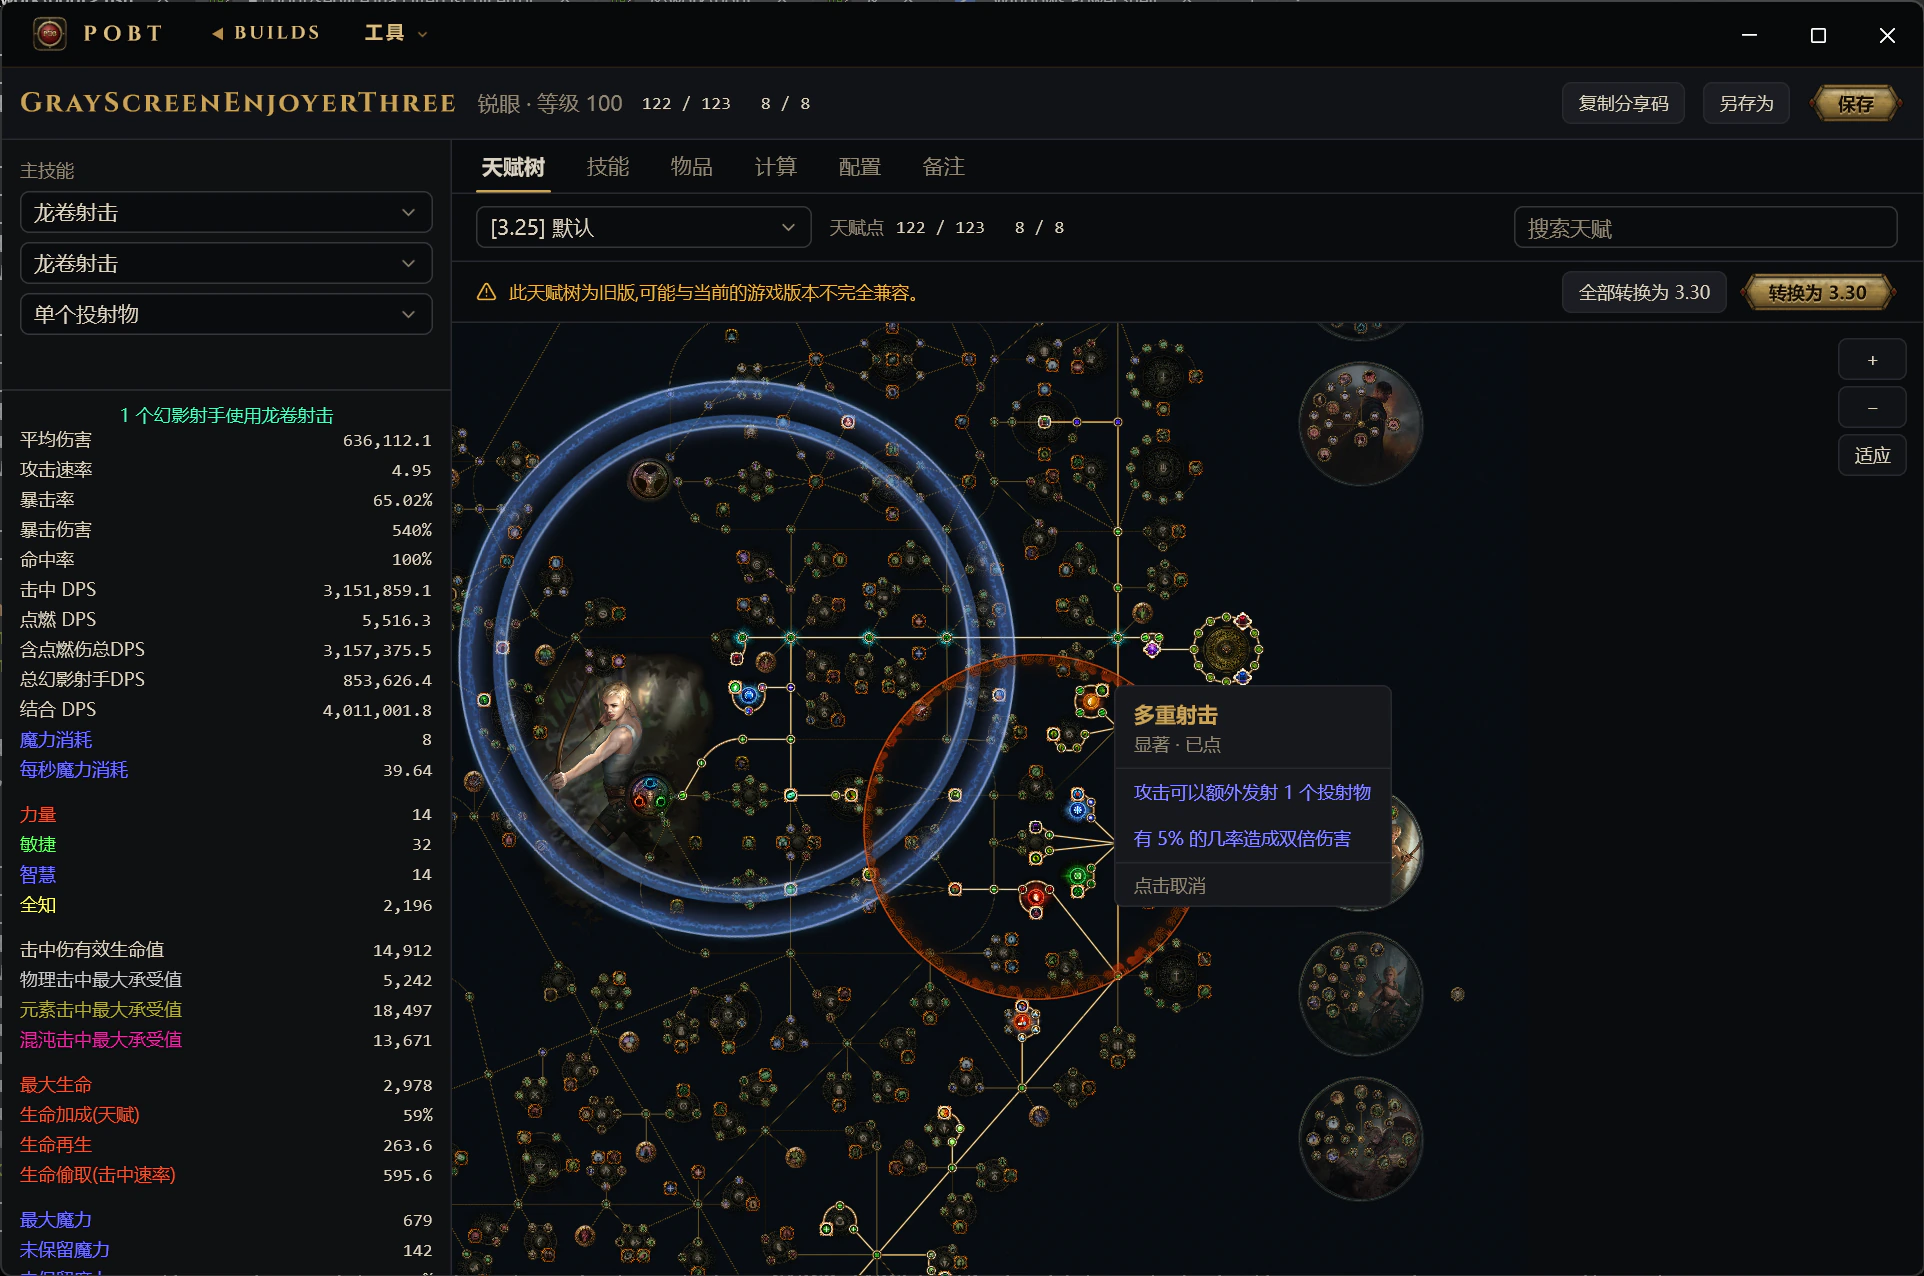 POBT
BUILDS
工具
GRAYSCREENENJOYERTHREE
锐眼 · 等级 100
122 / 123
8 / 8
复制分享码
另存为
保存
主技能
龙卷射击
龙卷射击
单个投射物
天赋树
技能
物品
计算
配置
备注
[3.25] 默认
天赋点
122 / 123
8 / 8
搜索天赋
此天赋树为旧版,可能与当前的游戏版本不完全兼容。
全部转换为 3.30
转换为 3.30
1 个幻影射手使用龙卷射击
平均伤害 636,112.1
攻击速率 4.95
暴击率 65.02%
暴击伤害 540%
命中率 100%
击中 DPS 3,151,859.1
点燃 DPS 5,516.3
含点燃伤总DPS 3,157,375.5
总幻影射手DPS 853,626.4
结合 DPS 4,011,001.8
魔力消耗 8
每秒魔力消耗 39.64
力量 14
敏捷 32
智慧 14
全知 2,196
击中伤有效生命值 14,912
物理击中最大承受值 5,242
元素击中最大承受值 18,497
混沌击中最大承受值 13,671
最大生命 2,978
生命加成(天赋) 59%
生命再生 263.6
生命偷取(击中速率) 595.6
最大魔力 679
未保留魔力 142
+
−
适应
多重射击
显著 · 已点
攻击可以额外发射 1 个投射物
有 5% 的几率造成双倍伤害
点击取消